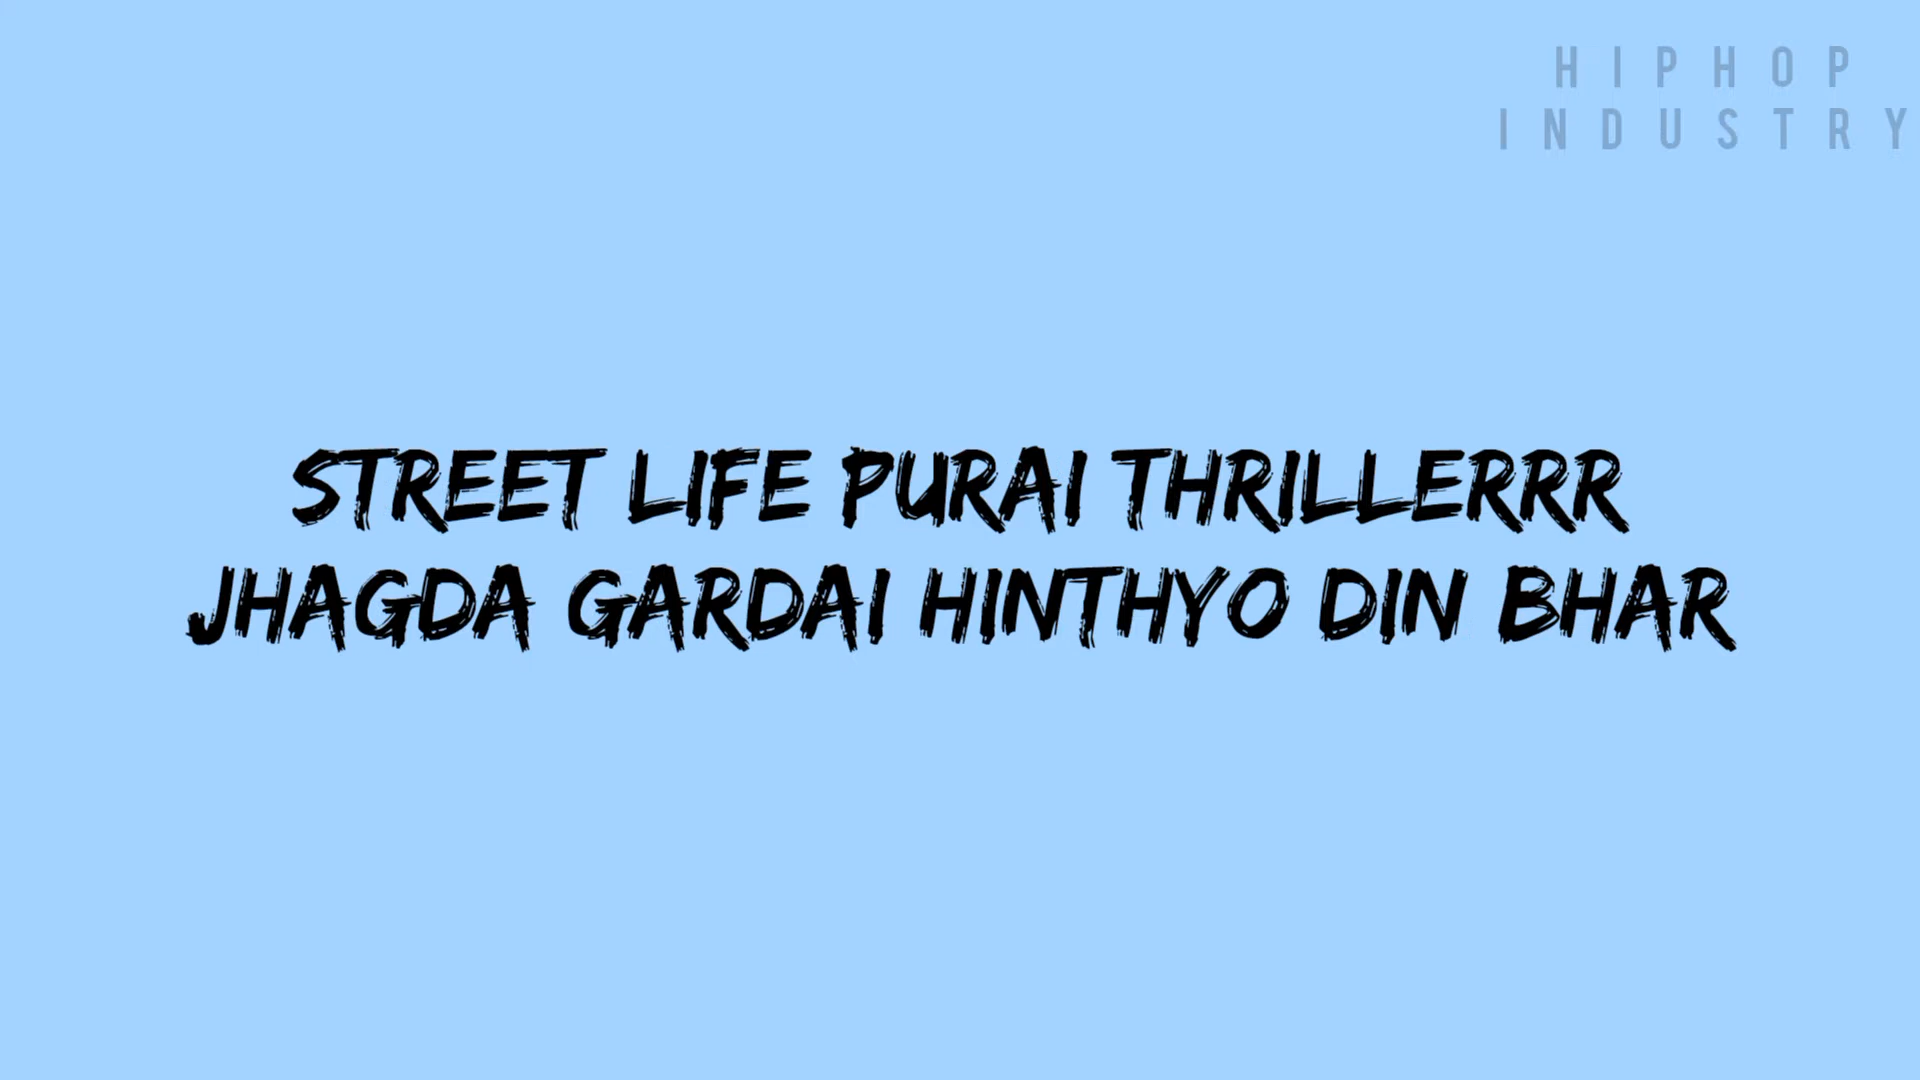 HIPHOP
INDUSTRY
STREET LIFE PURAI THRILLERRR
JHAGDA GARDAI HINTHYO DIN BHAR